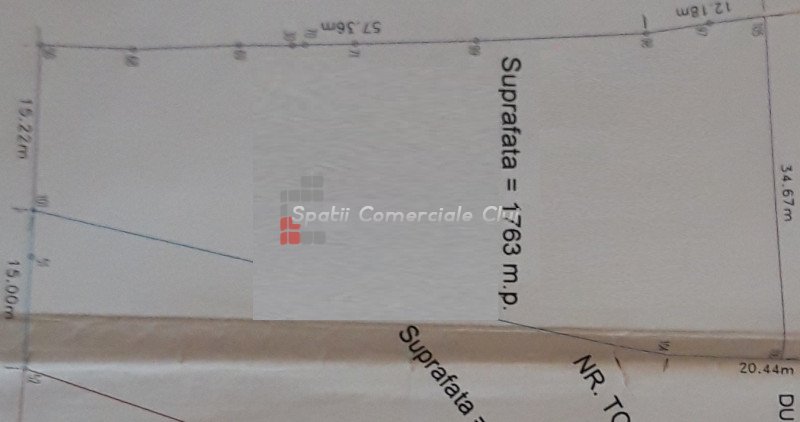 57.36m
12.18m
15.22m
Suprafata = 1763 m.p.
34.67m
Spatii Comerciale Cluj
15.00m
Suprafata =
NR. TO
20.44m
DU